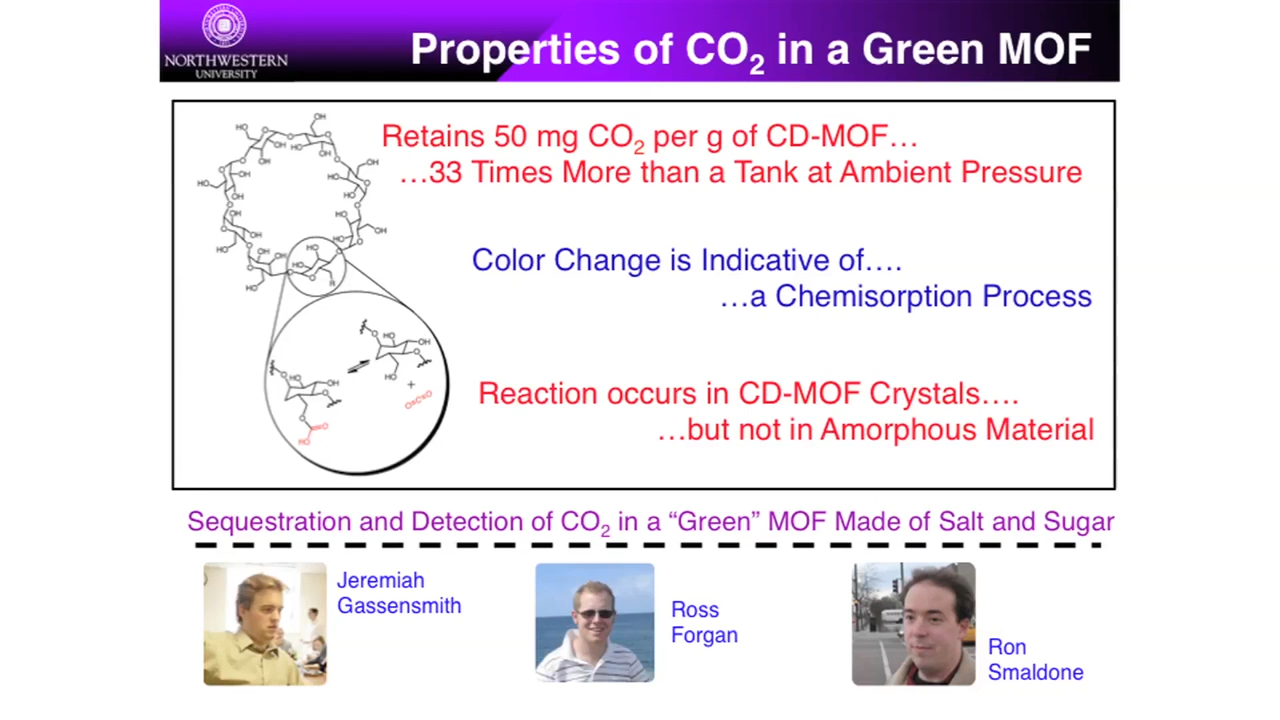 NORTHWESTERN
UNIVERSITY
Properties of CO₂ in a Green MOF
Retains 50 mg CO₂ per g of CD-MOF…
…33 Times More than a Tank at Ambient Pressure
Color Change is Indicative of….
…a Chemisorption Process
Reaction occurs in CD-MOF Crystals….
…but not in Amorphous Material
Sequestration and Detection of CO₂ in a “Green” MOF Made of Salt and Sugar
Jeremiah
Gassensmith
Ross
Forgan
Ron
Smaldone